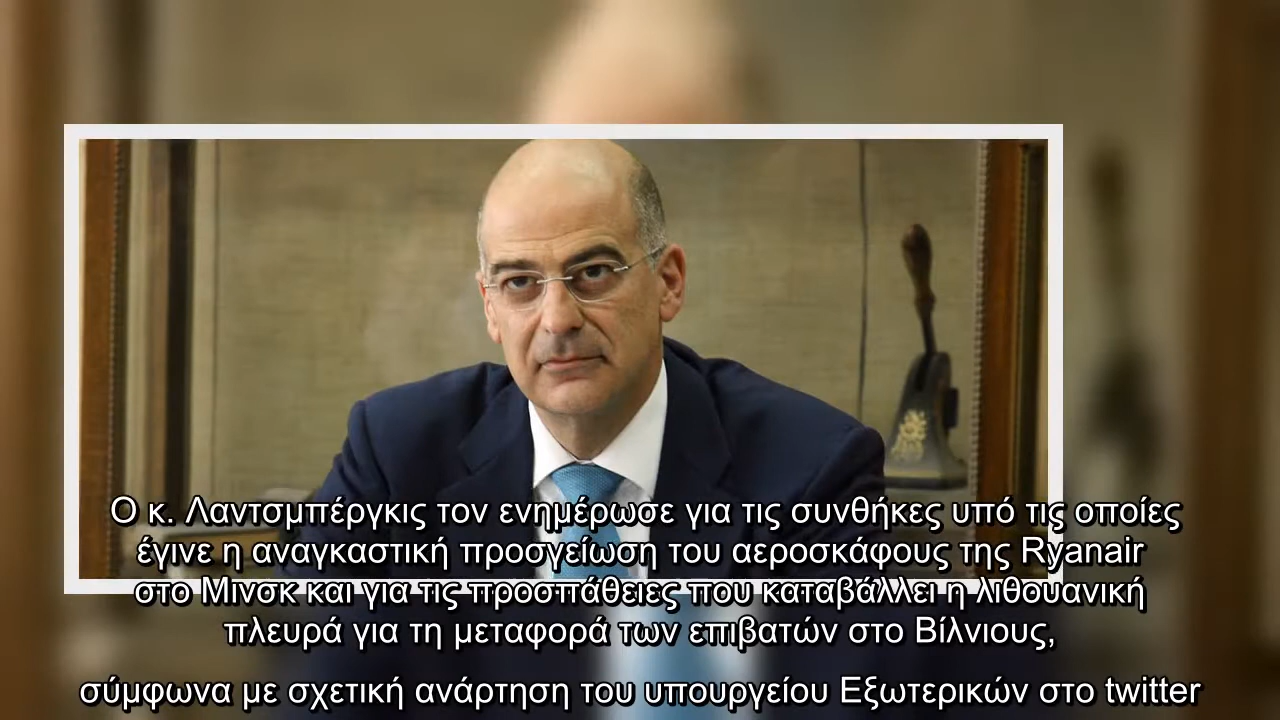 Ο κ. Λαντσμπέργκις τον ενημέρωσε για τις συνθήκες υπό τις οποίες
έγινε η αναγκαστική προσγείωση του αεροσκάφους της Ryanair
στο Μινσκ και για τις προσπάθειες που καταβάλλει η λιθουανική
πλευρά για τη μεταφορά των επιβατών στο Βίλνιους,
σύμφωνα με σχετική ανάρτηση του υπουργείου Εξωτερικών στο twitter